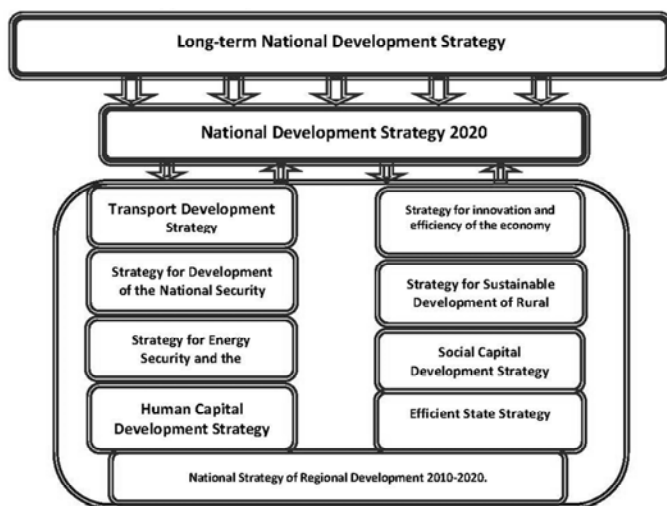 Long-term National Development Strategy
National Development Strategy 2020
Transport Development
Strategy
Strategy for Development
of the National Security
Strategy for Energy
Security and the
Human Capital
Development Strategy
Strategy for innovation and
efficiency of the economy
Strategy for Sustainable
Development of Rural
Social Capital
Development Strategy
Efficient State Strategy
National Strategy of Regional Development 2010-2020.